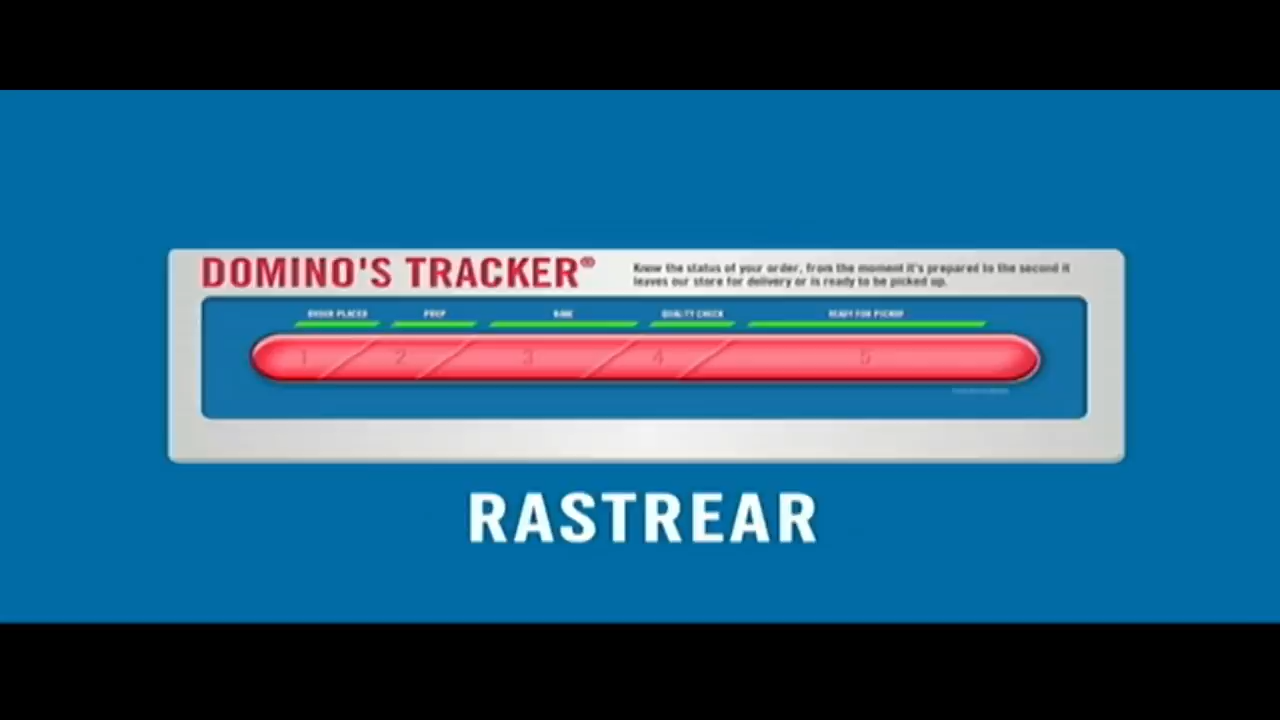 DOMINO'S TRACKER®
Know the status of your order, from the moment it's prepared to the second it
leaves our store for delivery or is ready to be picked up.
ORDER PLACED PREP BAKE QUALITY CHECK READY FOR PICKUP
1 2 3 4 5
RASTREAR